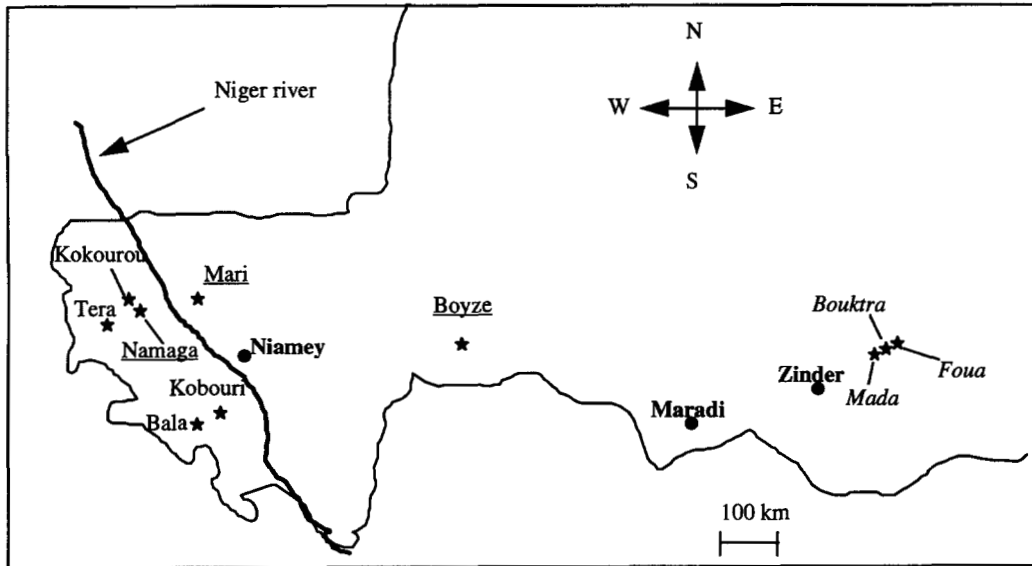 N
Niger river
W
E
S
Kokourou
Mari
Boyze
Bouktra
Tera
Namaga
Niamey
Foua
Zinder
Mada
Kobouri
Maradi
Bala
100 km